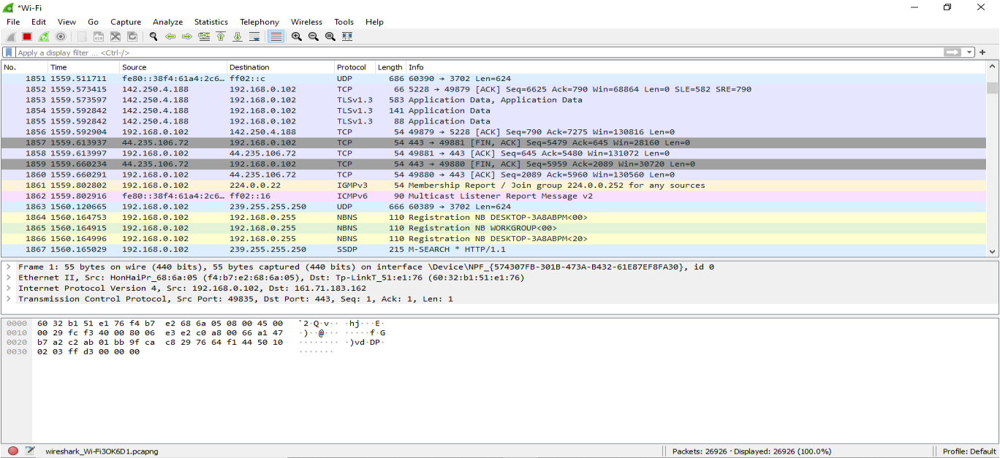 *Wi-Fi
File Edit View Go Capture Analyze Statistics Telephony Wireless Tools Help
Apply a display filter ... <Ctrl-/>
No. Time Source Destination Protocol Length Info
1851 1559.511711 fe80::38f4:61a4:2c6… ff02::c UDP 686 60390 → 3702 Len=624
1852 1559.573415 142.250.4.188 192.168.0.102 TCP 66 5228 → 49879 [ACK] Seq=6625 Ack=790 Win=68864 Len=0 SLE=582 SRE=790
1853 1559.573597 142.250.4.188 192.168.0.102 TLSv1.3 583 Application Data, Application Data
1854 1559.592842 142.250.4.188 192.168.0.102 TLSv1.3 141 Application Data
1855 1559.592842 142.250.4.188 192.168.0.102 TLSv1.3 88 Application Data
1856 1559.592904 192.168.0.102 142.250.4.188 TCP 54 49879 → 5228 [ACK] Seq=790 Ack=7275 Win=130816 Len=0
1857 1559.613937 44.235.106.72 192.168.0.102 TCP 54 443 → 49881 [FIN, ACK] Seq=5479 Ack=645 Win=28160 Len=0
1858 1559.613997 192.168.0.102 44.235.106.72 TCP 54 49881 → 443 [ACK] Seq=645 Ack=5480 Win=131072 Len=0
1859 1559.660234 44.235.106.72 192.168.0.102 TCP 54 443 → 49880 [FIN, ACK] Seq=5959 Ack=2089 Win=30720 Len=0
1860 1559.660291 192.168.0.102 44.235.106.72 TCP 54 49880 → 443 [ACK] Seq=2089 Ack=5960 Win=130560 Len=0
1861 1559.802802 192.168.0.102 224.0.0.22 IGMPv3 54 Membership Report / Join group 224.0.0.252 for any sources
1862 1559.802916 fe80::38f4:61a4:2c6… ff02::16 ICMPv6 90 Multicast Listener Report Message v2
1863 1560.120665 192.168.0.102 239.255.255.250 UDP 666 60389 → 3702 Len=624
1864 1560.164753 192.168.0.102 192.168.0.255 NBNS 110 Registration NB DESKTOP-3A8ABPM<00>
1865 1560.164915 192.168.0.102 192.168.0.255 NBNS 110 Registration NB WORKGROUP<00>
1866 1560.164996 192.168.0.102 192.168.0.255 NBNS 110 Registration NB DESKTOP-3A8ABPM<20>
1867 1560.165029 192.168.0.102 239.255.255.250 SSDP 215 M-SEARCH * HTTP/1.1
Frame 1: 55 bytes on wire (440 bits), 55 bytes captured (440 bits) on interface \Device\NPF_{574307FB-301B-473A-B432-61E87EF8FA30}, id 0
Ethernet II, Src: HonHaiPr_68:6a:05 (f4:b7:e2:68:6a:05), Dst: Tp-LinkT_51:e1:76 (60:32:b1:51:e1:76)
Internet Protocol Version 4, Src: 192.168.0.102, Dst: 161.71.183.162
Transmission Control Protocol, Src Port: 49835, Dst Port: 443, Seq: 1, Ack: 1, Len: 1
0000 60 32 b1 51 e1 76 f4 b7 e2 68 6a 05 08 00 45 00 `2·Q·v·· ·hj···E·
0010 00 29 fc f3 40 00 80 06 e3 e2 c0 a8 00 66 a1 47 ·)··@··· ·····f·G
0020 b7 a2 c2 ab 01 bb 9f ca c8 29 76 64 f1 44 50 10 ········ ·)vd·DP·
0030 02 03 ff d3 00 00 00 ·······
wireshark_Wi-Fi3OK6D1.pcapng Packets: 26926 · Displayed: 26926 (100.0%) Profile: Default